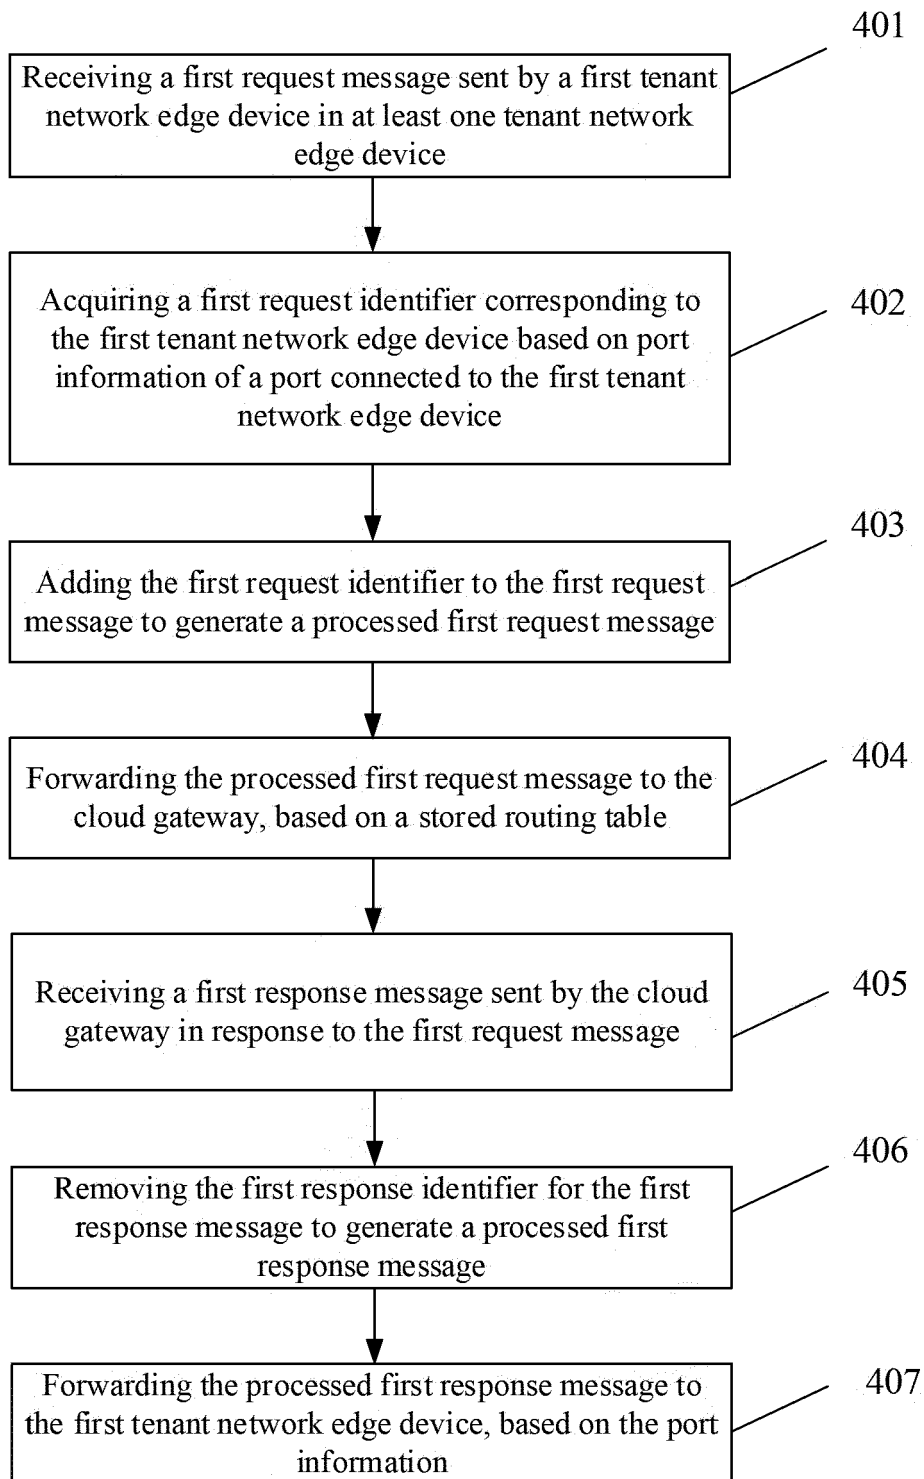 401
Receiving a first request message sent by a first tenant
network edge device in at least one tenant network
edge device
402
Acquiring a first request identifier corresponding to
the first tenant network edge device based on port
information of a port connected to the first tenant
network edge device
403
Adding the first request identifier to the first request
message to generate a processed first request message
404
Forwarding the processed first request message to the
cloud gateway, based on a stored routing table
405
Receiving a first response message sent by the cloud
gateway in response to the first request message
406
Removing the first response identifier for the first
response message to generate a processed first
response message
407
Forwarding the processed first response message to
the first tenant network edge device, based on the port
information